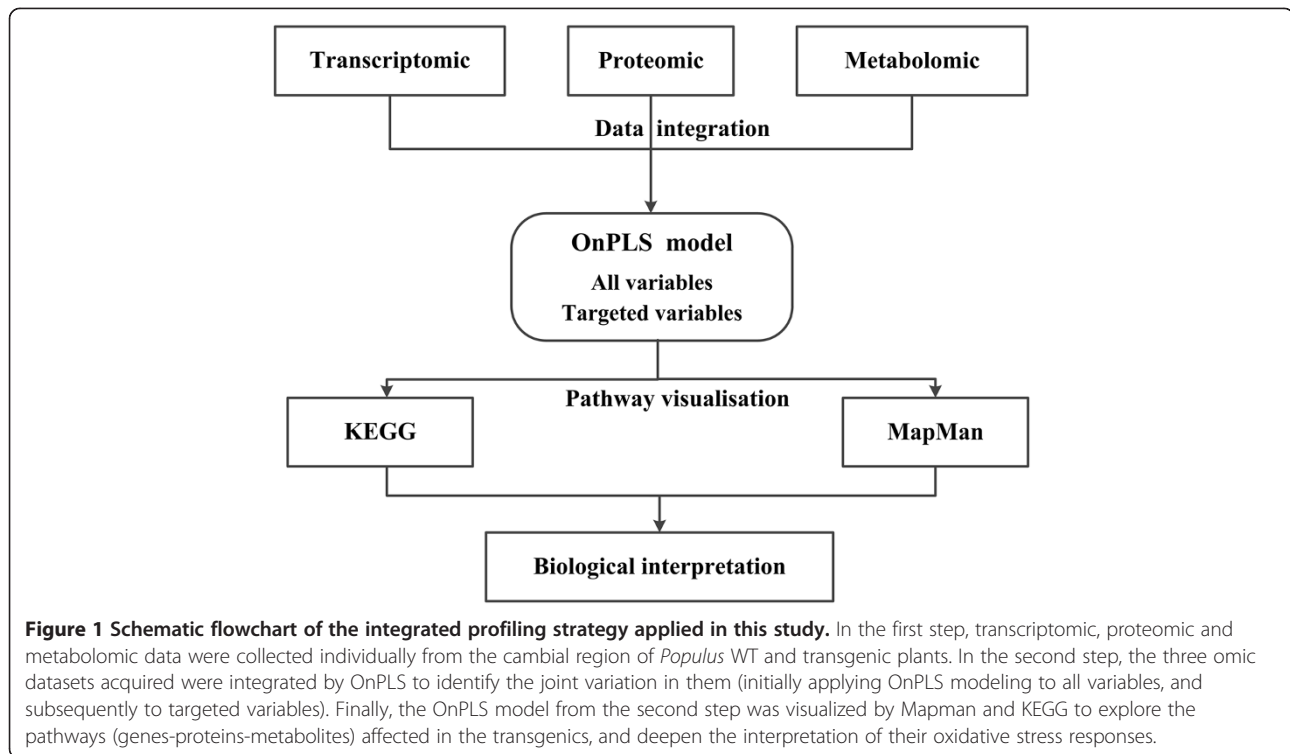 Transcriptomic
Proteomic
Metabolomic
Data integration
OnPLS model
All variables
Targeted variables
Pathway visualisation
KEGG
MapMan
Biological interpretation
Figure 1 Schematic flowchart of the integrated profiling strategy applied in this study. In the first step, transcriptomic, proteomic and
metabolomic data were collected individually from the cambial region of Populus WT and transgenic plants. In the second step, the three omic
datasets acquired were integrated by OnPLS to identify the joint variation in them (initially applying OnPLS modeling to all variables, and
subsequently to targeted variables). Finally, the OnPLS model from the second step was visualized by Mapman and KEGG to explore the
pathways (genes-proteins-metabolites) affected in the transgenics, and deepen the interpretation of their oxidative stress responses.